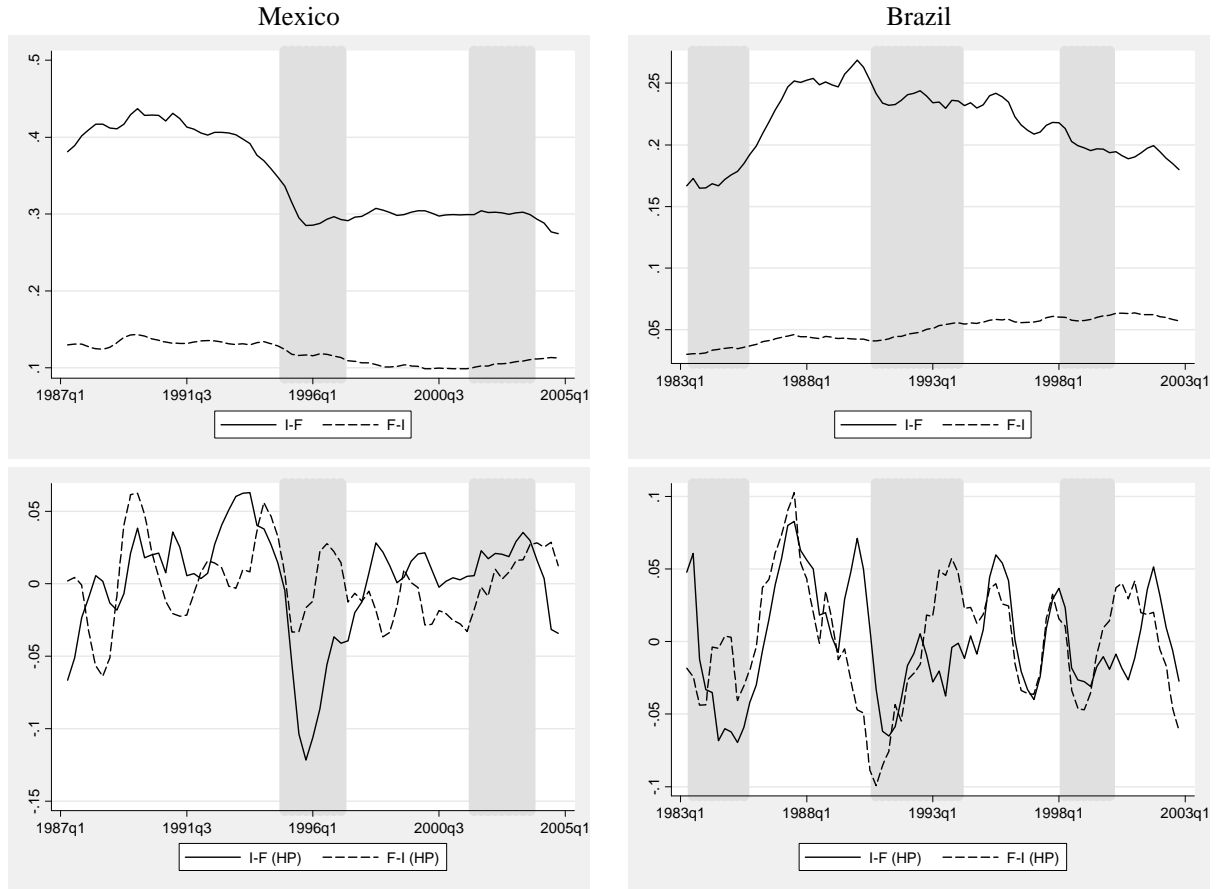 Mexico
Brazil
.5
.4
.3
.2
.1
1987q1 1991q3 1996q1 2000q3 2005q1
I-F F-I
.25
.2
.15
.1
.05
1983q1 1988q1 1993q1 1998q1 2003q1
I-F F-I
.05
0
-.05
-.1
-.15
1987q1 1991q3 1996q1 2000q3 2005q1
I-F (HP) F-I (HP)
.1
.05
0
-.05
-.1
1983q1 1988q1 1993q1 1998q1 2003q1
I-F (HP) F-I (HP)